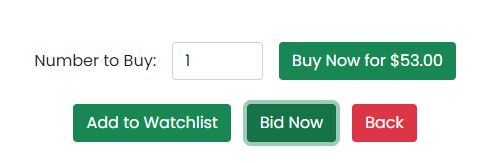 Number to Buy: 1 Buy Now for $53.00
Add to Watchlist Bid Now Back